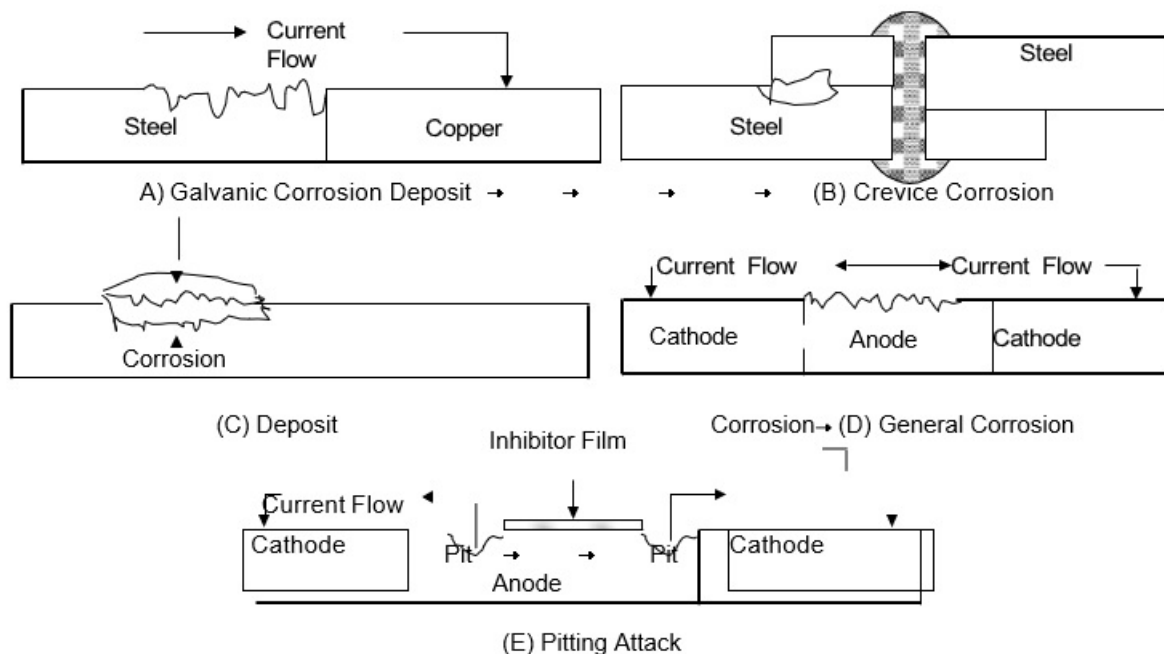 Current
Flow
Steel
Copper
Steel
Steel
A) Galvanic Corrosion Deposit → → → → (B) Crevice Corrosion
Corrosion
Current Flow
Current Flow
Cathode
Anode
Cathode
(C) Deposit
Corrosion→ (D) General Corrosion
Inhibitor Film
Current Flow
Cathode
Pit
Pit
Cathode
Anode
(E) Pitting Attack